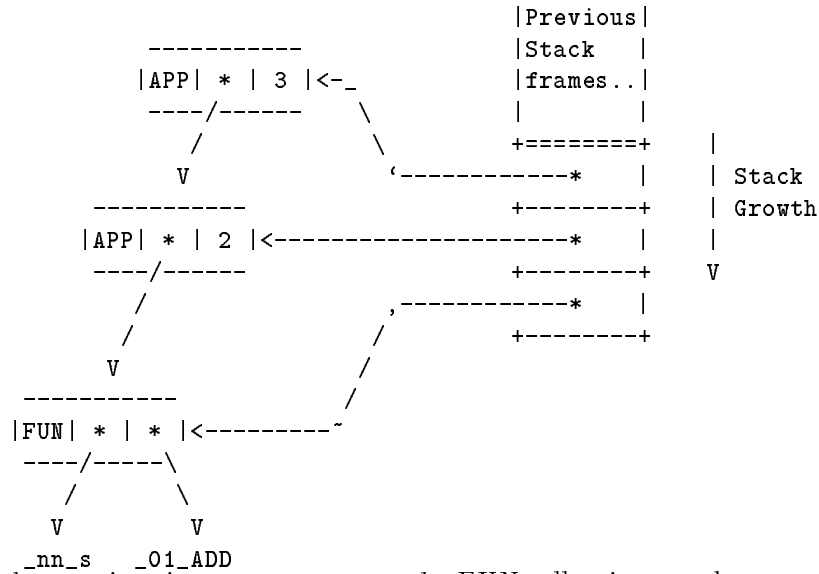 |Previous|
----------- |Stack |
|APP| * | 3 |<-_ |frames..|
----/------ \ | |
/ \ +========+ |
V ‘------------* | | Stack
----------- +--------+ | Growth
|APP| * | 2 |<---------------------* | |
----/------ +--------+ V
/ ,------------* |
/ / +--------+
V /
----------- /
|FUN| * | * |<----------~
----/-----\
/ \
V V
_nn_s _01_ADD